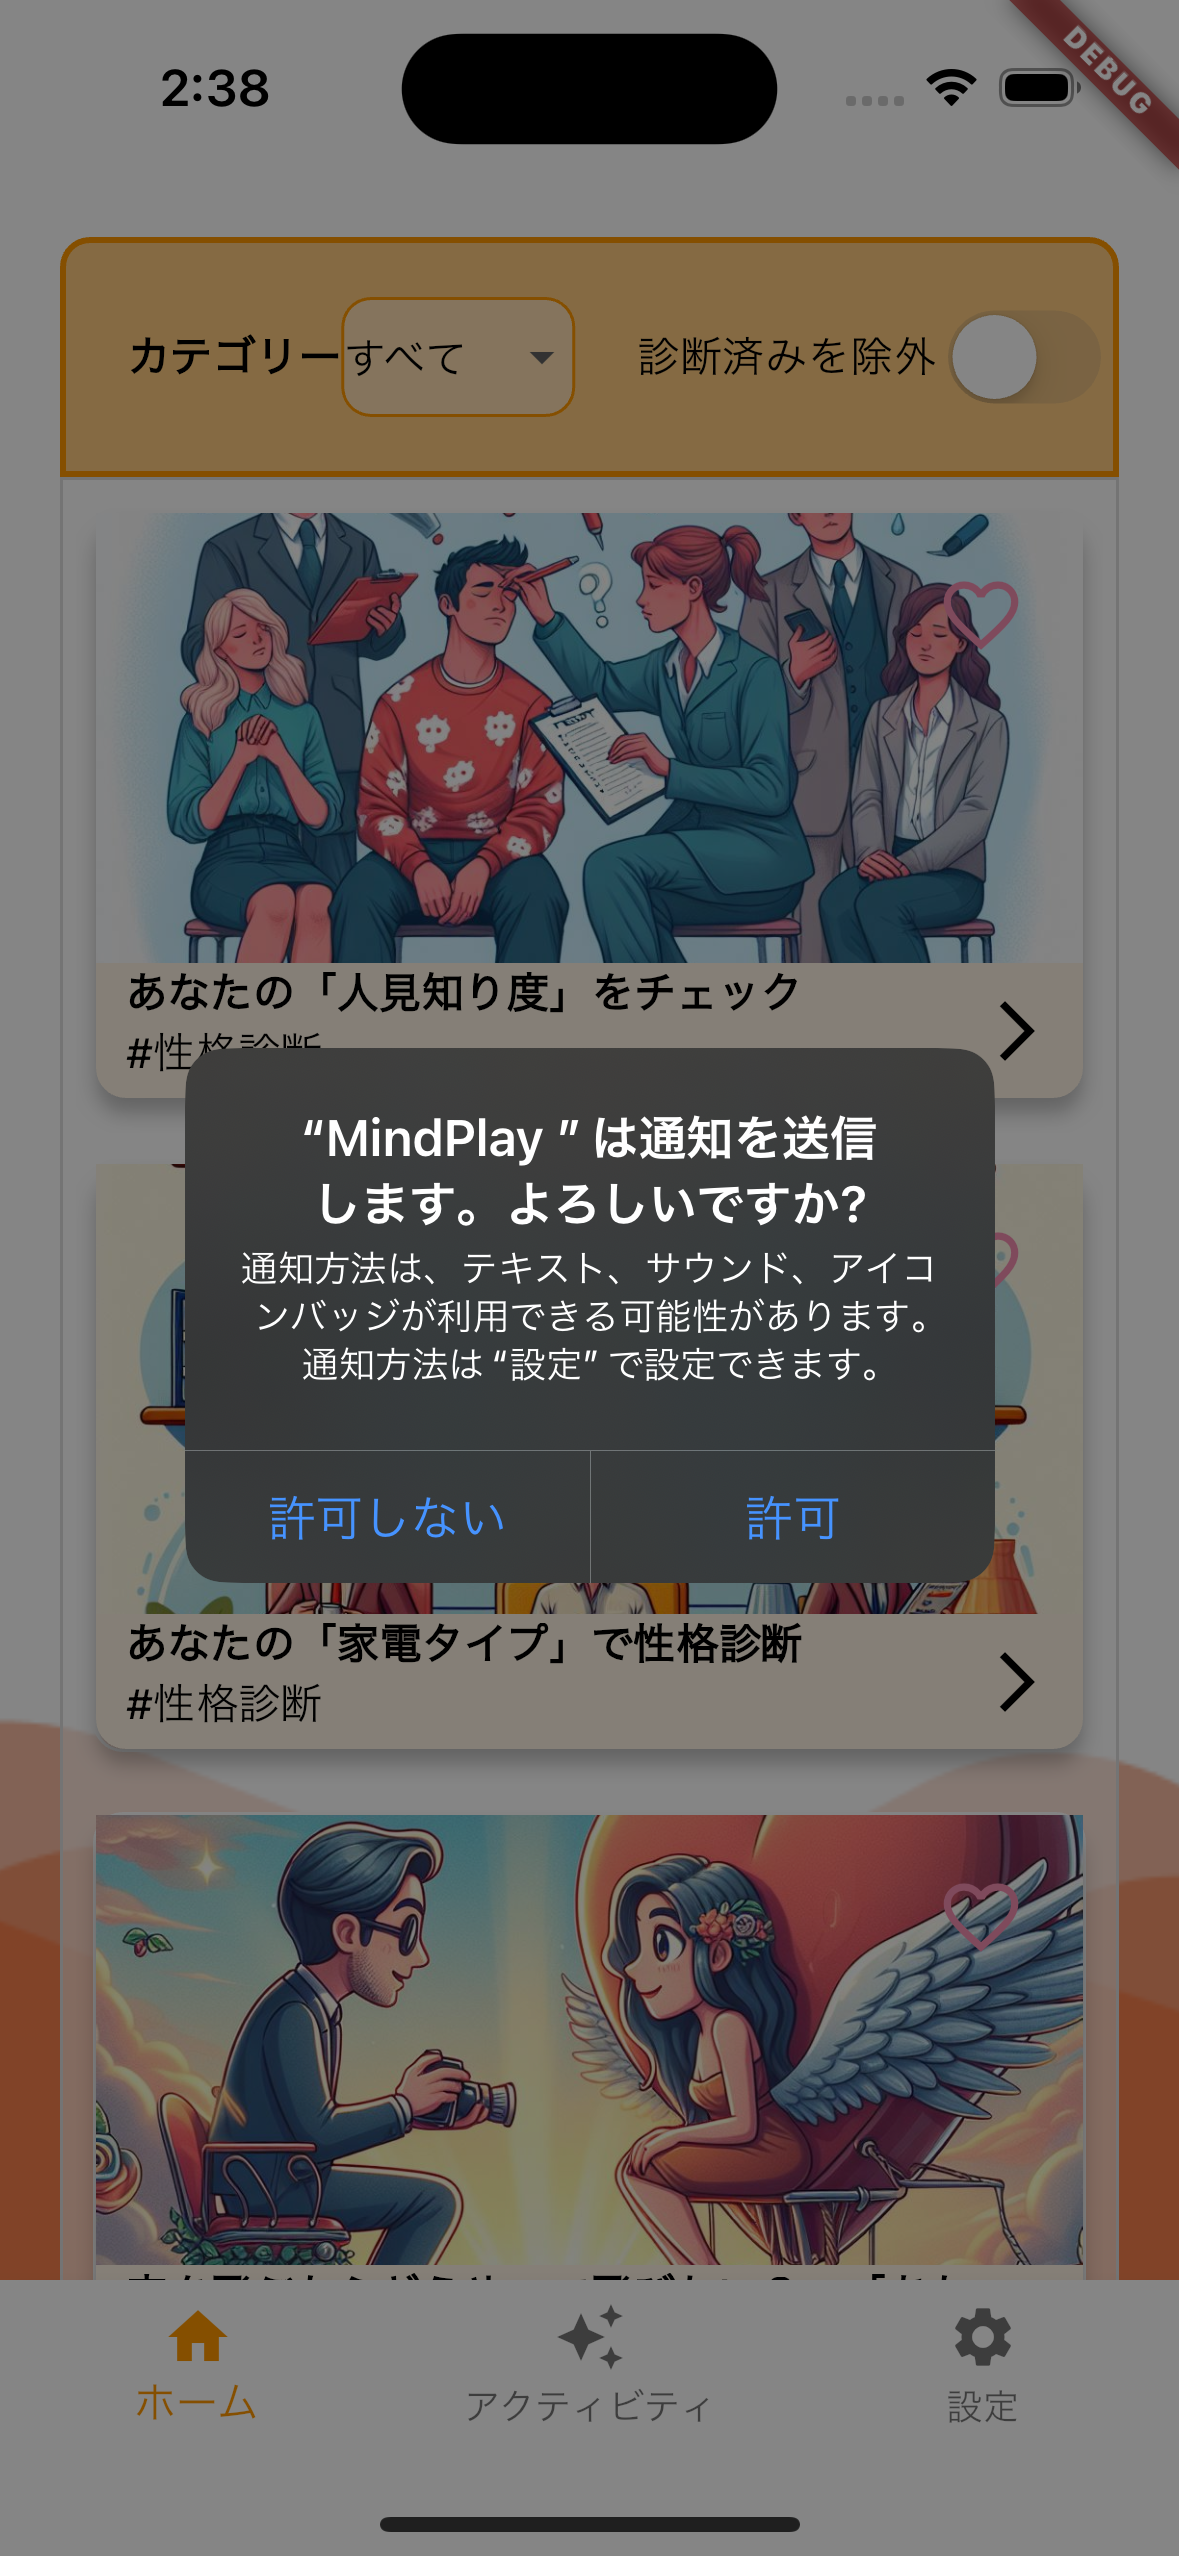 2:38
DEBUG
カテゴリー すべて 診断済みを除外
あなたの「人見知り度」をチェック
#性格診断
“MindPlay ” は通知を送信
します。よろしいですか?
通知方法は、テキスト、サウンド、アイコ
ンバッジが利用できる可能性があります。
通知方法は “設定” で設定できます。
許可しない 許可
あなたの「家電タイプ」で性格診断
#性格診断
ホーム アクティビティ 設定